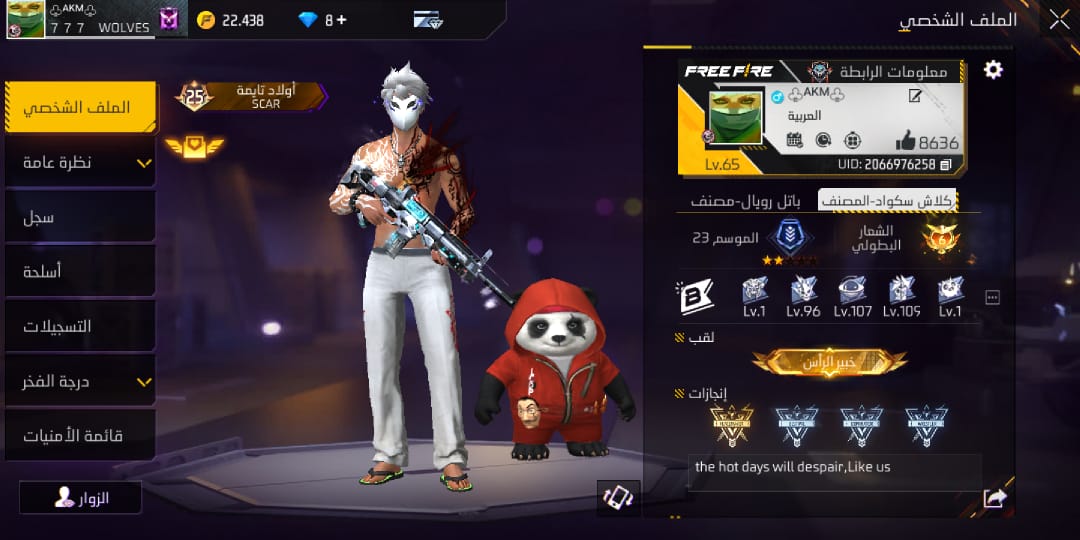 ♧AKM♧
7 7 7 WOLVES
22.438
8 +
الملف الشخصي
الملف الشخصي
نظرة عامة
سجل
أسلحة
التسجيلات
درجة الفخر
قائمة الأمنيات
الزوار
25
أولاد تايمة
SCAR
FREE FIRE
معلومات الرابطة
♧AKM♧
العربية
8636
Lv.65
UID: 2066976258
باتل رويال-مصنف
كلاش سكواد-المصنف
الموسم 23
الشعار البطولي
6
Lv.1
Lv.96
Lv.107
Lv.109
Lv.1
لقب
خبير الرأس
إنجازات
the hot days will despair,Like us